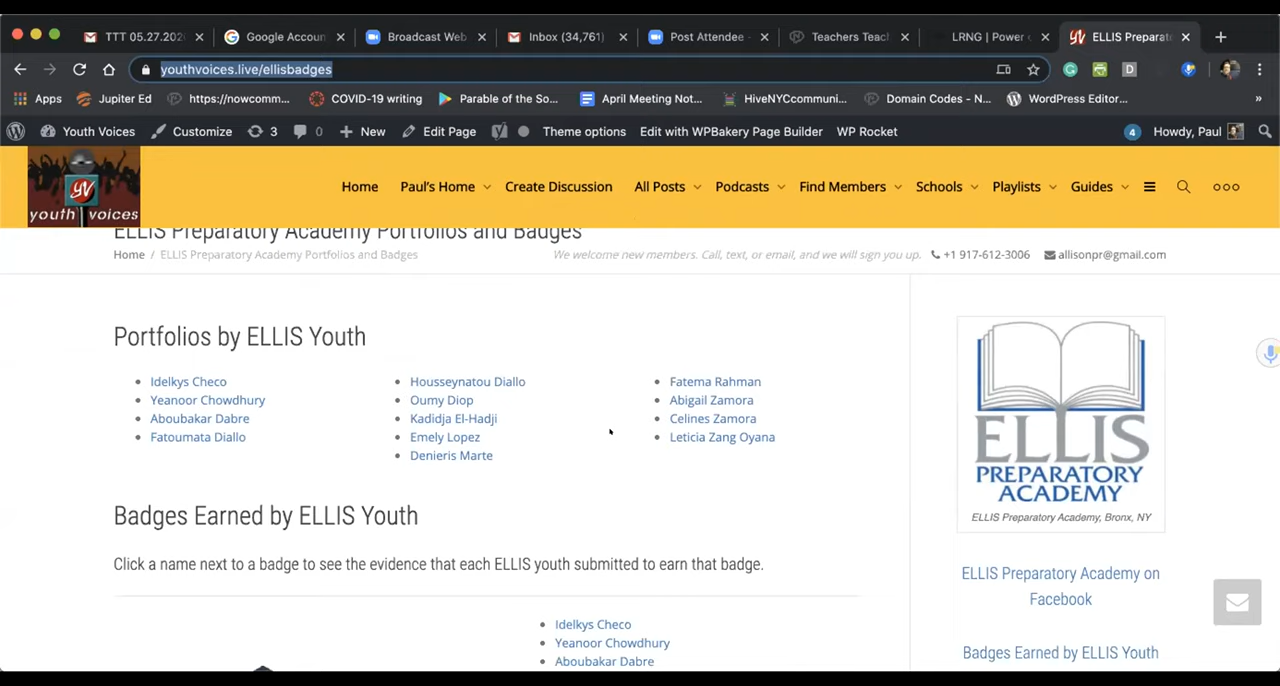 TTT 05.27.202
Google Accoun
Broadcast Web
Inbox (34,761)
Post Attendee -
Teachers Teac
LRNG | Power
ELLIS Preparat
youthvoices.live/ellisbadges
Apps
Jupiter Ed
https://nowcomm...
COVID-19 writing
Parable of the So...
April Meeting Not...
HiveNYCcommuni...
Domain Codes - N...
WordPress Editor...
»
Youth Voices
Customize
3
0
New
Edit Page
Theme options
Edit with WPBakery Page Builder
WP Rocket
4
Howdy, Paul
YV
youth voices
Home
Paul's Home
Create Discussion
All Posts
Podcasts
Find Members
Schools
Playlists
Guides
ELLIS Preparatory Academy Portfolios and Badges
Home / ELLIS Preparatory Academy Portfolios and Badges
We welcome new members. Call, text, or email, and we will sign you up.
+1 917-612-3006
allisonpr@gmail.com
Portfolios by ELLIS Youth
Idelkys Checo
Yeanoor Chowdhury
Aboubakar Dabre
Fatoumata Diallo
Housseynatou Diallo
Oumy Diop
Kadidja El-Hadji
Emely Lopez
Denieris Marte
Fatema Rahman
Abigail Zamora
Celines Zamora
Leticia Zang Oyana
Badges Earned by ELLIS Youth
Click a name next to a badge to see the evidence that each ELLIS youth submitted to earn that badge.
Idelkys Checo
Yeanoor Chowdhury
Aboubakar Dabre
ELLIS
PREPARATORY
ACADEMY
ELLIS Preparatory Academy, Bronx, NY
ELLIS Preparatory Academy on
Facebook
Badges Earned by ELLIS Youth